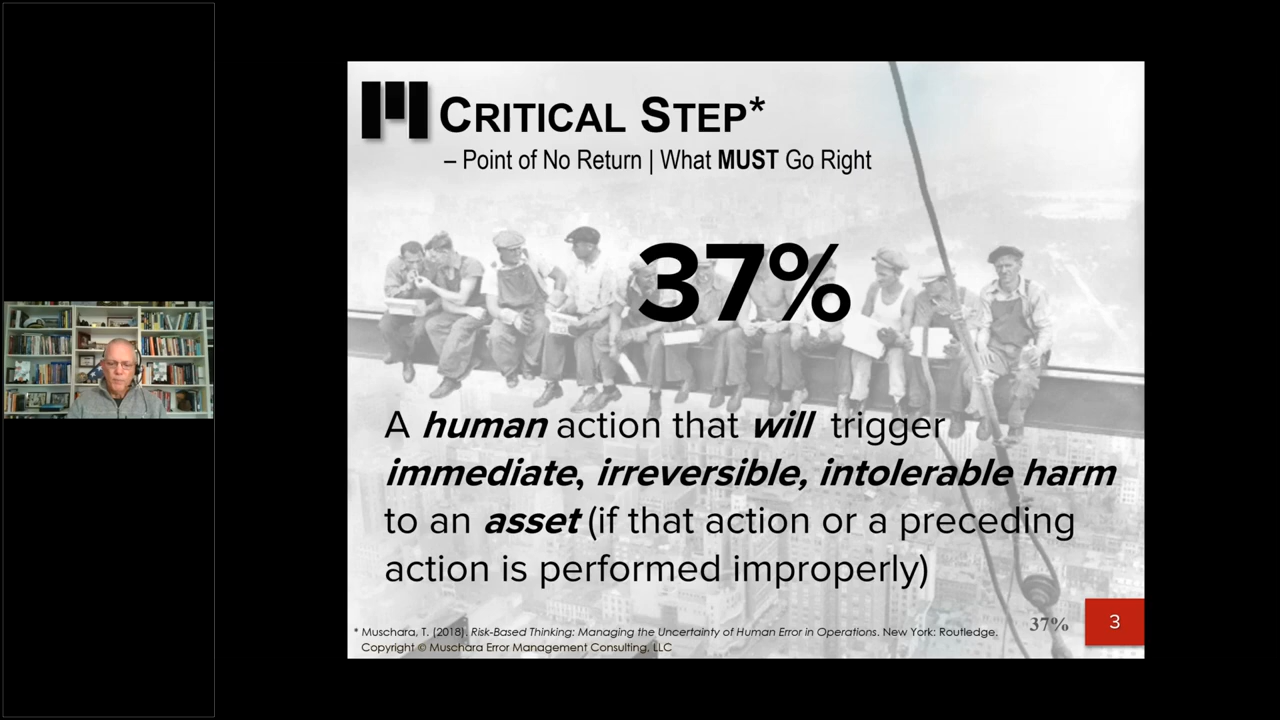 CRITICAL STEP*
– Point of No Return | What MUST Go Right
37%
A human action that will trigger
immediate, irreversible, intolerable harm
to an asset (if that action or a preceding
action is performed improperly)
* Muschara, T. (2018). Risk-Based Thinking: Managing the Uncertainty of Human Error in Operations. New York: Routledge.
Copyright © Muschara Error Management Consulting, LLC
37%
3